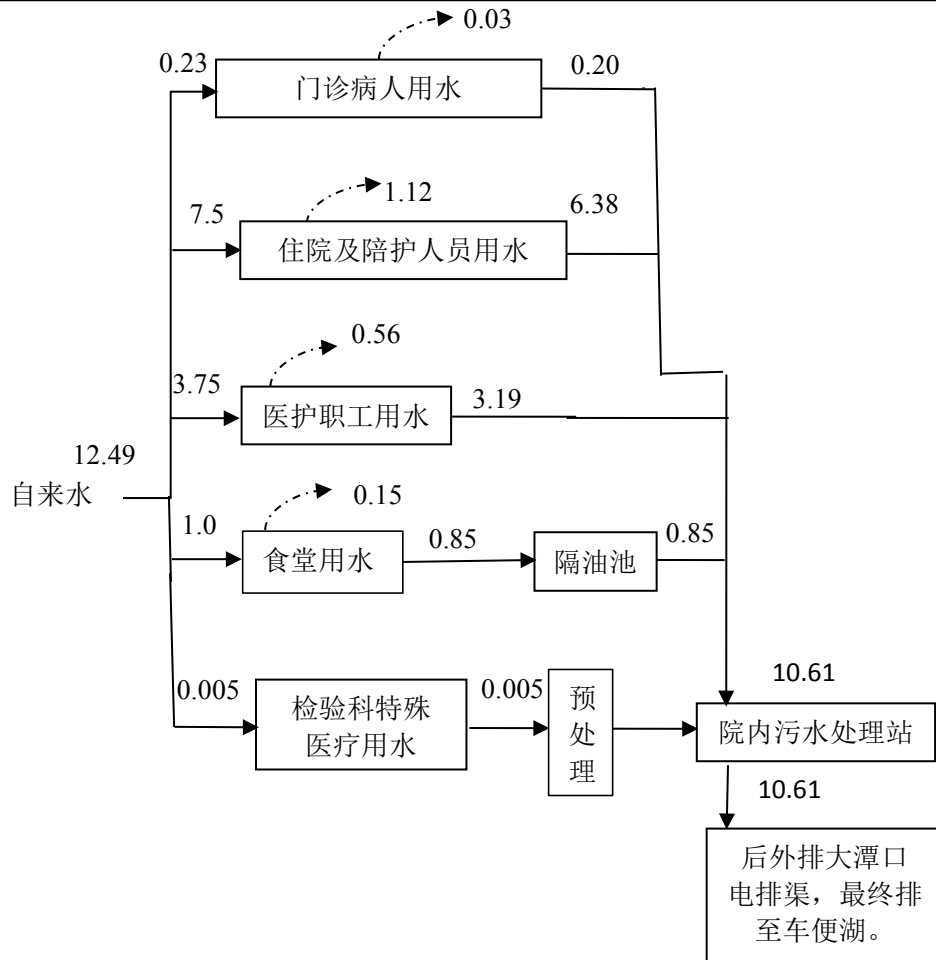 0.03
0.23
门诊病人用水
0.20
1.12
7.5
住院及陪护人员用水
6.38
0.56
3.75
医护职工用水
3.19
12.49
自来水
0.15
1.0
食堂用水
0.85
隔油池
0.85
0.005
检验科特殊
医疗用水
0.005
预
处
理
10.61
院内污水处理站
10.61
后外排大潭口
电排渠，最终排
至车便湖。